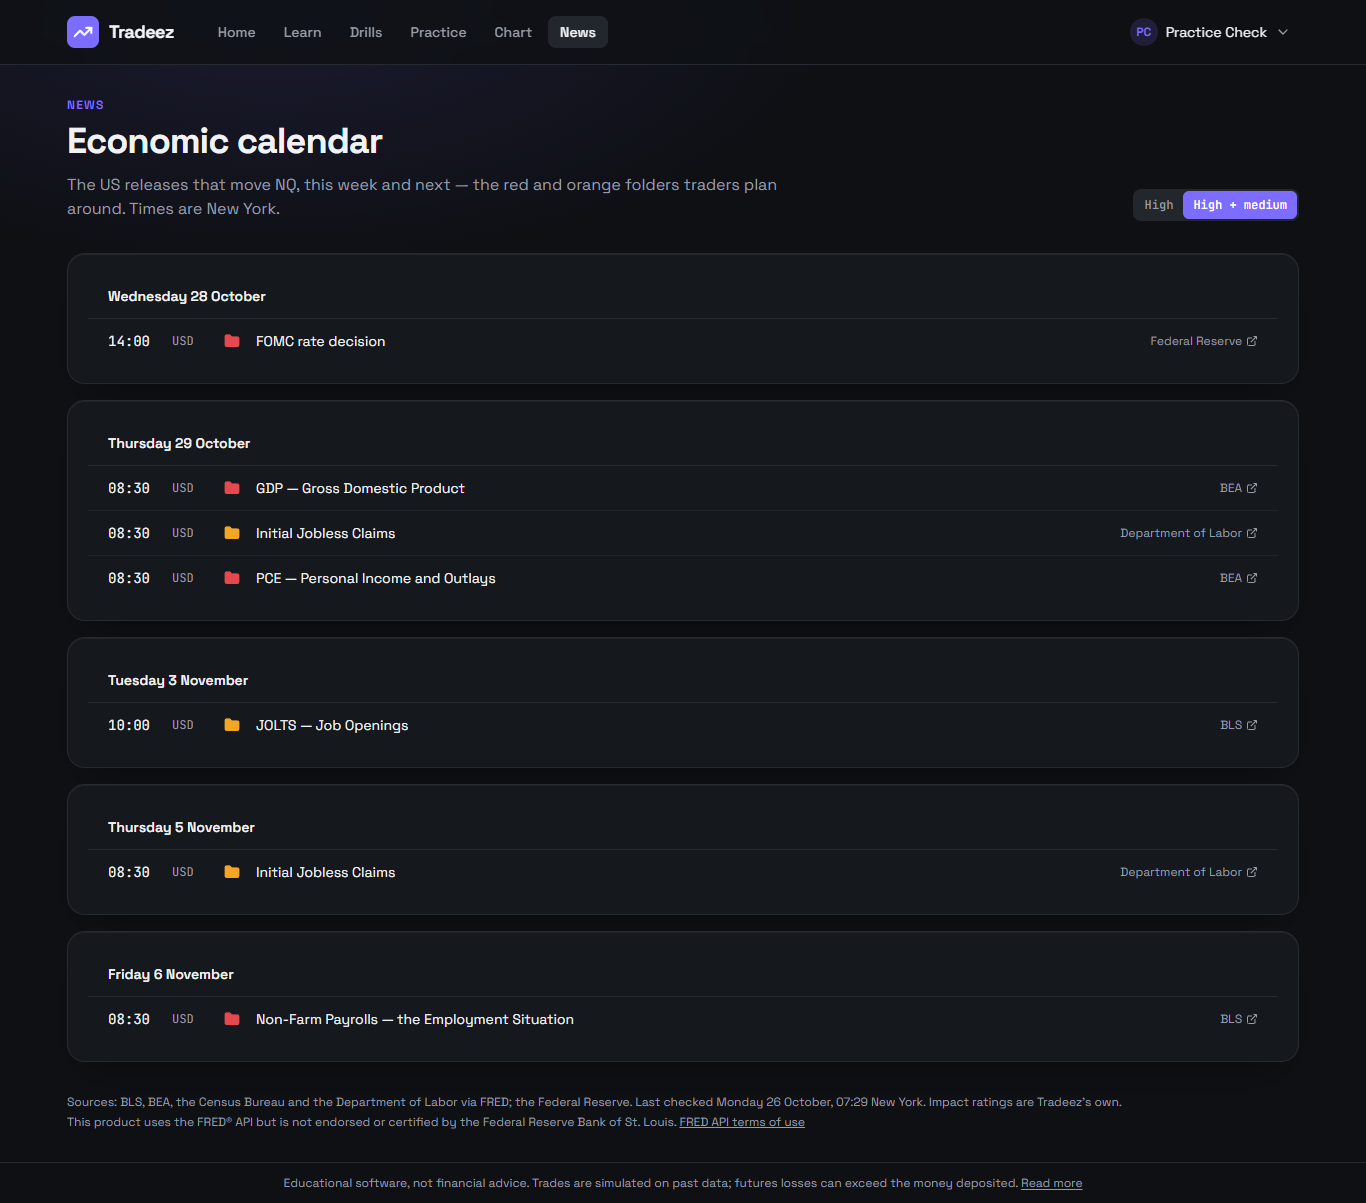 Tradeez
Home
Learn
Drills
Practice
Chart
News
PC
Practice Check
NEWS
Economic calendar
The US releases that move NQ, this week and next — the red and orange folders traders plan
around. Times are New York.
High
High + medium
Wednesday 28 October
14:00 USD FOMC rate decision Federal Reserve
Thursday 29 October
08:30 USD GDP — Gross Domestic Product BEA
08:30 USD Initial Jobless Claims Department of Labor
08:30 USD PCE — Personal Income and Outlays BEA
Tuesday 3 November
10:00 USD JOLTS — Job Openings BLS
Thursday 5 November
08:30 USD Initial Jobless Claims Department of Labor
Friday 6 November
08:30 USD Non-Farm Payrolls — the Employment Situation BLS
Sources: BLS, BEA, the Census Bureau and the Department of Labor via FRED; the Federal Reserve. Last checked Monday 26 October, 07:29 New York. Impact ratings are Tradeez's own.
This product uses the FRED® API but is not endorsed or certified by the Federal Reserve Bank of St. Louis. FRED API terms of use
Educational software, not financial advice. Trades are simulated on past data; futures losses can exceed the money deposited. Read more